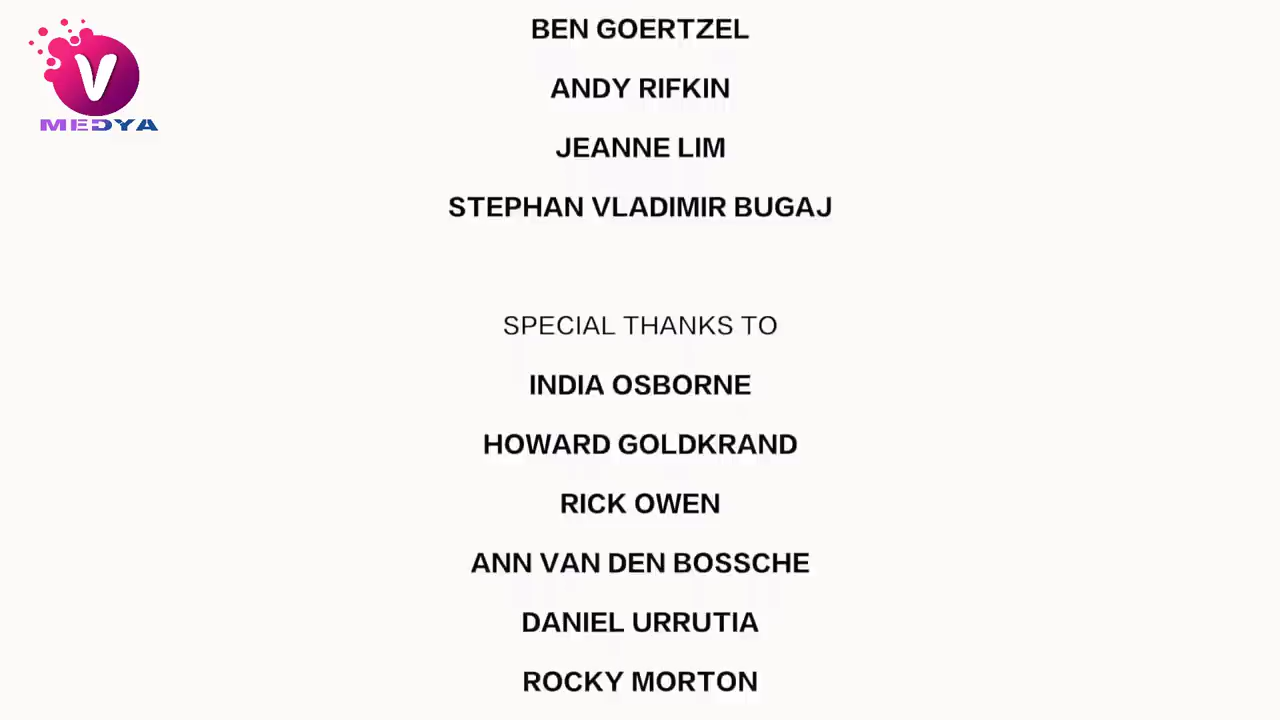 V
MEDYA
BEN GOERTZEL
ANDY RIFKIN
JEANNE LIM
STEPHAN VLADIMIR BUGAJ
SPECIAL THANKS TO
INDIA OSBORNE
HOWARD GOLDKRAND
RICK OWEN
ANN VAN DEN BOSSCHE
DANIEL URRUTIA
ROCKY MORTON